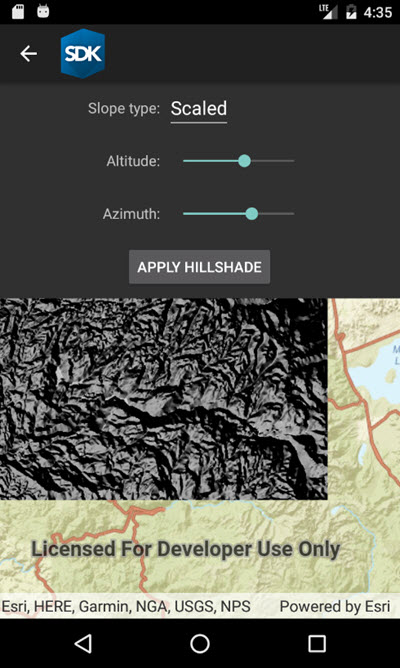 LTE 4:35
SDK
Slope type: Scaled
Altitude:
Azimuth:
APPLY HILLSHADE
Licensed For Developer Use Only
Esri, HERE, Garmin, NGA, USGS, NPS Powered by Esri